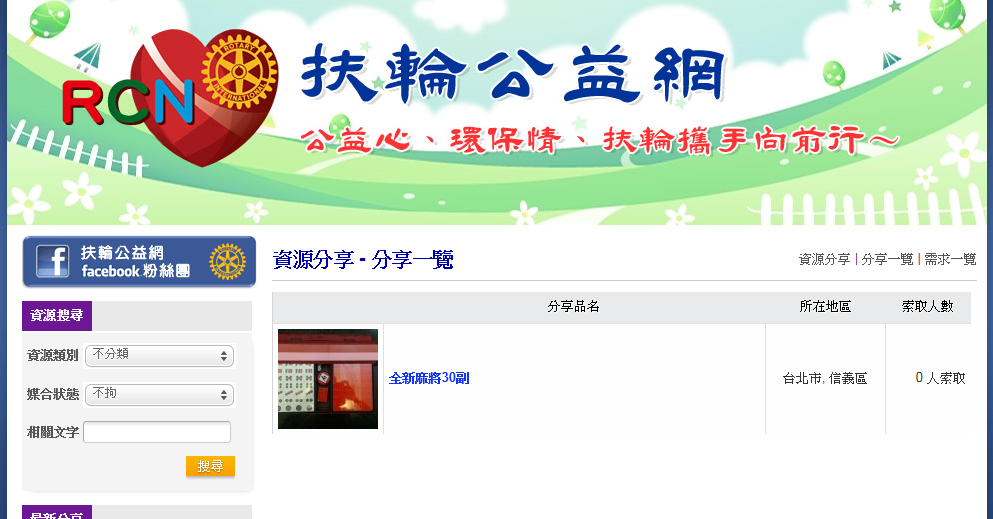 RCN
ROTARY INTERNATIONAL
扶輪公益網
公益心、環保情、扶輪攜手向前行～
扶輪公益網
facebook 粉絲團
資源分享 - 分享一覽
資源分享 | 分享一覽 | 需求一覽
資源搜尋
資源類別 不分類
媒合狀態 不拘
相關文字
搜尋
分享品名 所在地區 索取人數
全新麻將30副 台北市, 信義區 0 人索取
最新分享